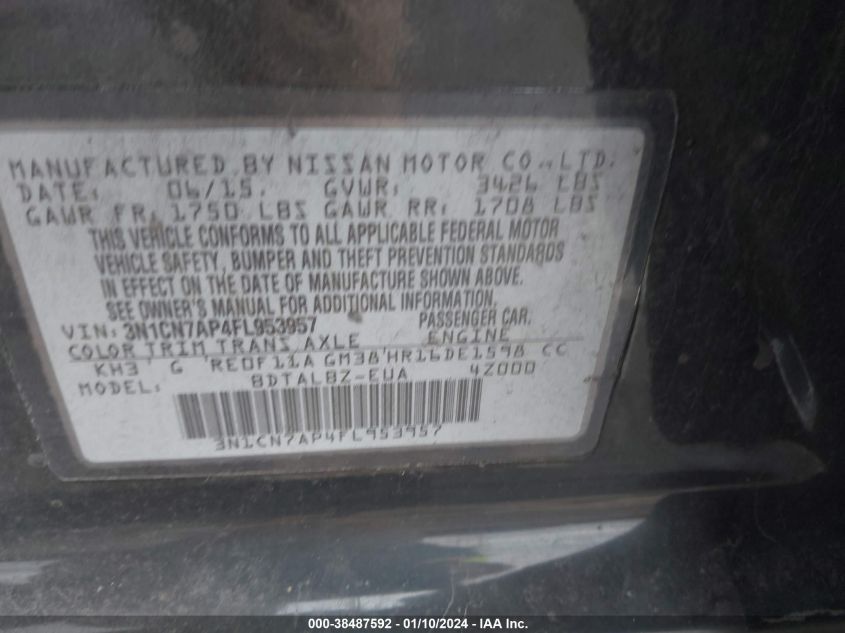 MANUFACTURED BY NISSAN MOTOR CO., LTD.
DATE: 06/15. GVWR: 3426 LBS
GAWR FR. 1750 LBS GAWR RR: 1708 LBS
THIS VEHICLE CONFORMS TO ALL APPLICABLE FEDERAL MOTOR
VEHICLE SAFETY, BUMPER AND THEFT PREVENTION STANDARDS
IN EFFECT ON THE DATE OF MANUFACTURE SHOWN ABOVE.
SEE OWNER'S MANUAL FOR ADDITIONAL INFORMATION.
VIN: 3N1CN7AP4FL953957 PASSENGER CAR.
COLOR TRIM TRANS AXLE ENGINE
KH3 G RE0F11A GM38 HR16DE1598 CC
MODEL: BDTALBZ-EUA 4Z000
3N1CN7AP4FL953957
000-38487592 - 01/10/2024 - IAA Inc.